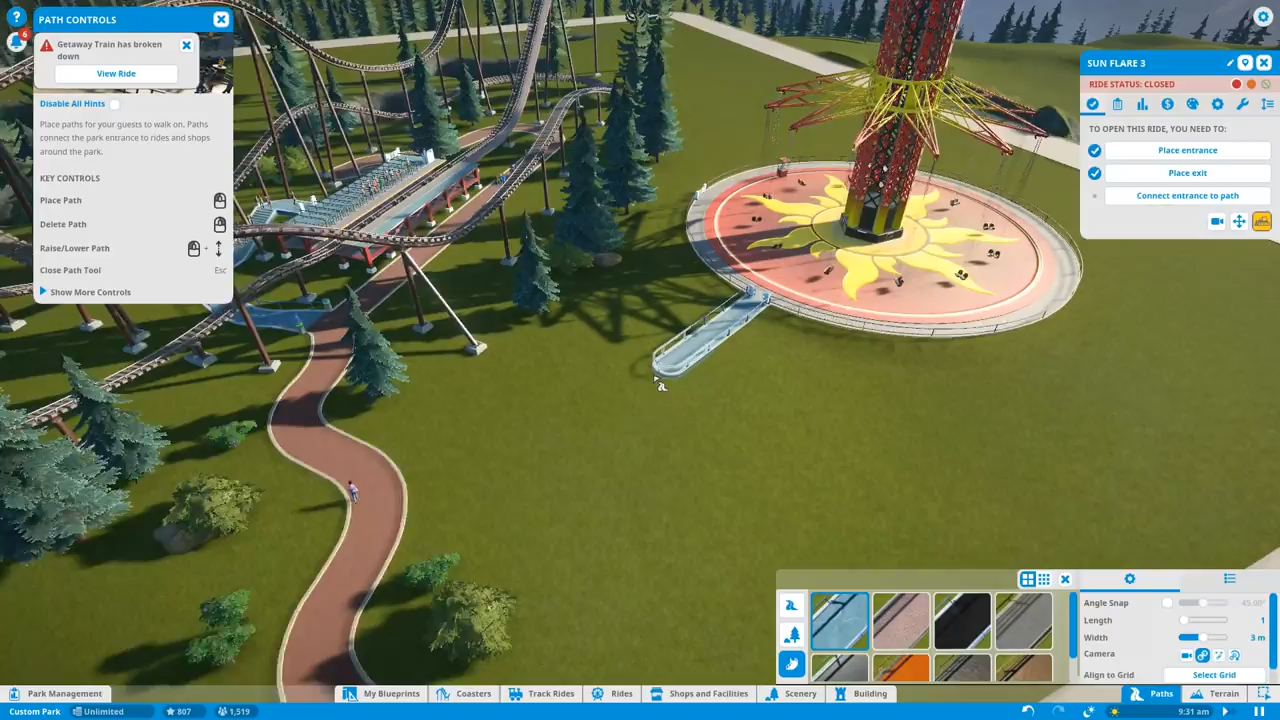 PATH CONTROLS
6
Getaway Train has broken
down
View Ride
Disable All Hints
Place paths for your guests to walk on. Paths
connect the park entrance to rides and shops
around the park.
KEY CONTROLS
Place Path
Delete Path
Raise/Lower Path
Close Path Tool Esc
Show More Controls
SUN FLARE 3
RIDE STATUS: CLOSED
TO OPEN THIS RIDE, YOU NEED TO:
Place entrance
Place exit
Connect entrance to path
Angle Snap 45.00°
Length 1
Width 3 m
Camera
Align to Grid Select Grid
Park Management My Blueprints Coasters Track Rides Rides Shops and Facilities Scenery Building Paths Terrain
Custom Park Unlimited 807 1,519 9:31 am